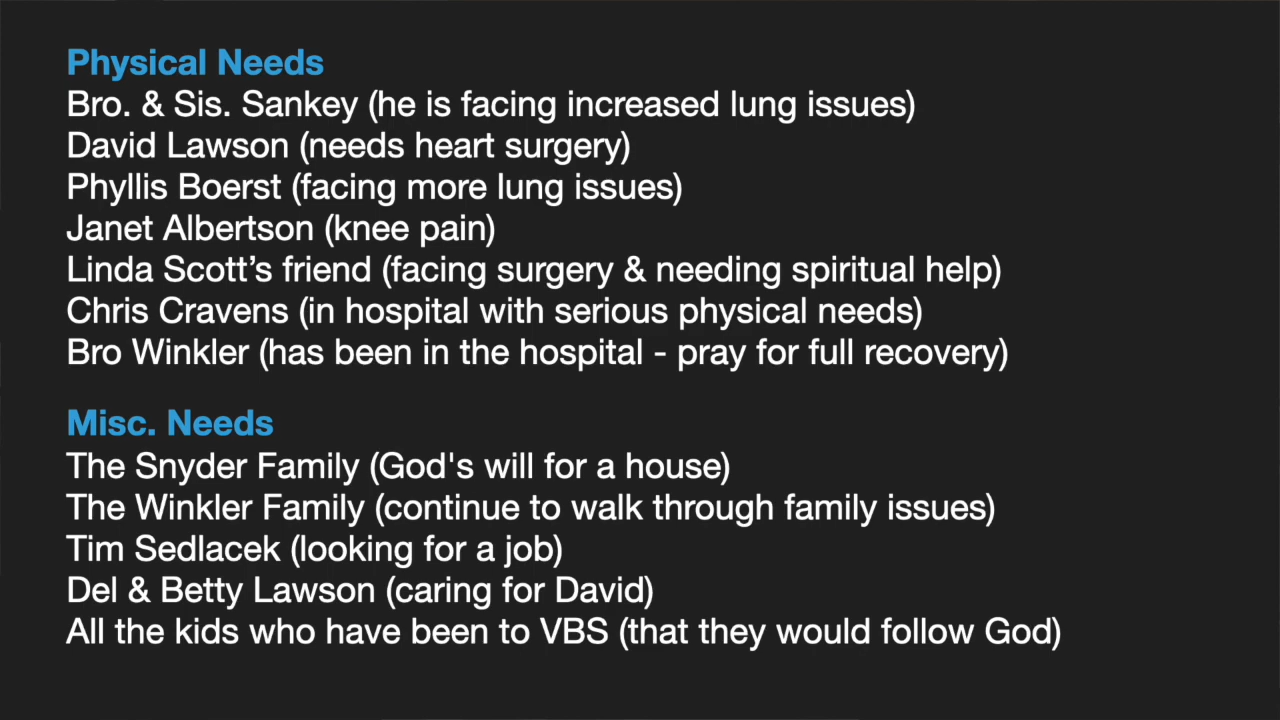 Physical Needs
Bro. & Sis. Sankey (he is facing increased lung issues)
David Lawson (needs heart surgery)
Phyllis Boerst (facing more lung issues)
Janet Albertson (knee pain)
Linda Scott’s friend (facing surgery & needing spiritual help)
Chris Cravens (in hospital with serious physical needs)
Bro Winkler (has been in the hospital - pray for full recovery)
Misc. Needs
The Snyder Family (God's will for a house)
The Winkler Family (continue to walk through family issues)
Tim Sedlacek (looking for a job)
Del & Betty Lawson (caring for David)
All the kids who have been to VBS (that they would follow God)